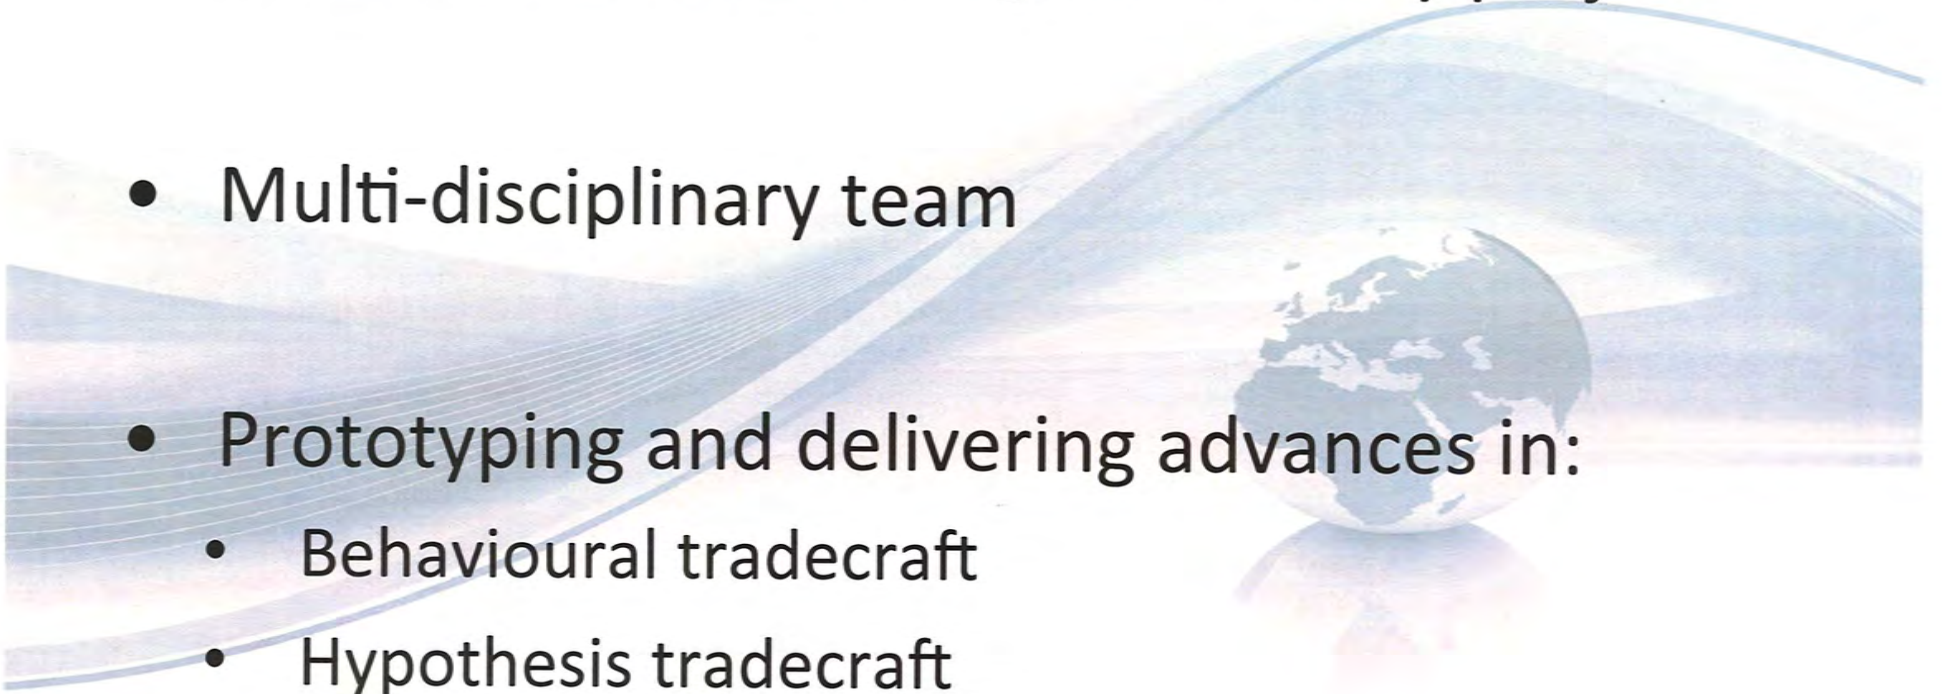 • Multi-disciplinary team
• Prototyping and delivering advances in:
• Behavioural tradecraft
• Hypothesis tradecraft